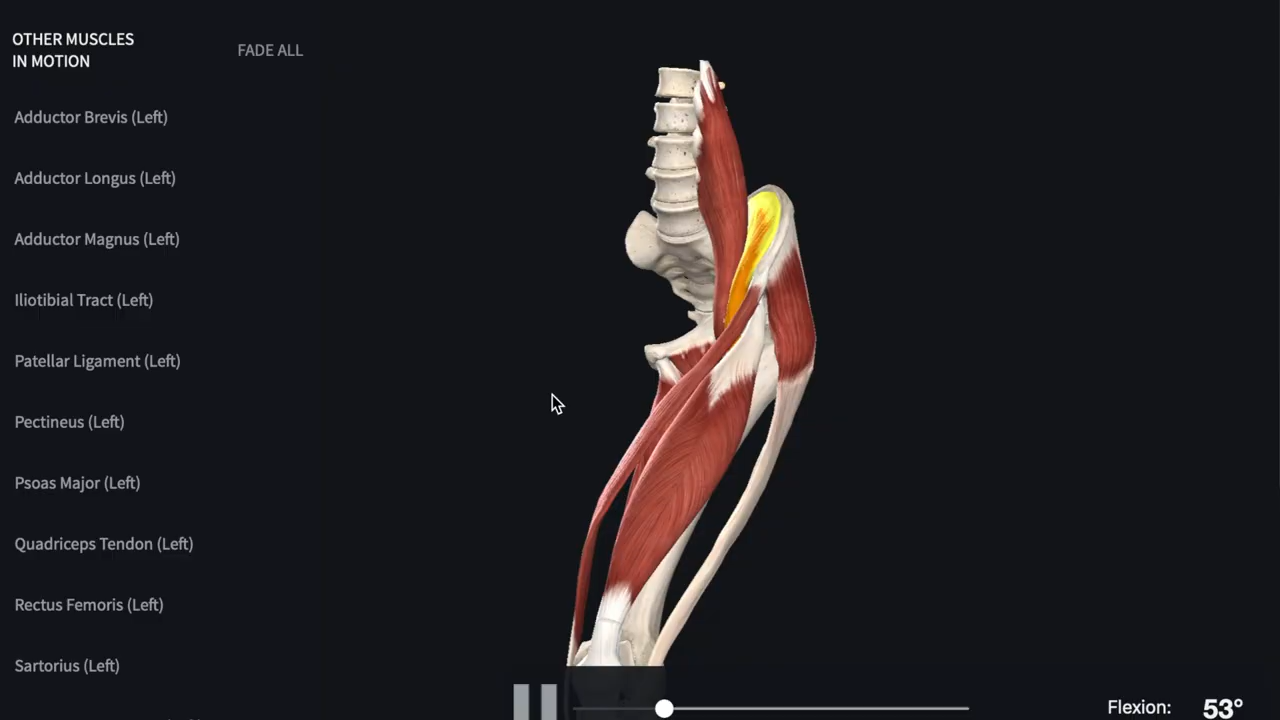 OTHER MUSCLES
IN MOTION
FADE ALL
Adductor Brevis (Left)
Adductor Longus (Left)
Adductor Magnus (Left)
Iliotibial Tract (Left)
Patellar Ligament (Left)
Pectineus (Left)
Psoas Major (Left)
Quadriceps Tendon (Left)
Rectus Femoris (Left)
Sartorius (Left)
Flexion: 53°